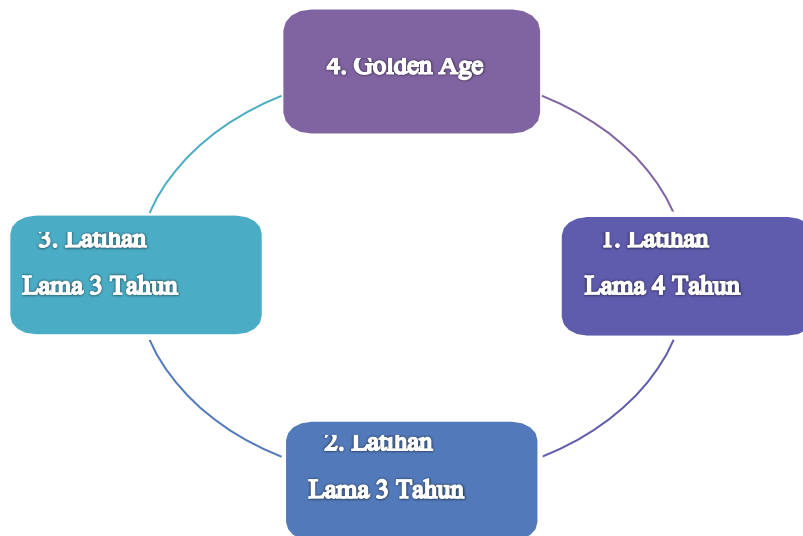 4. Golden Age
1. Latihan
Lama 4 Tahun
2. Latihan
Lama 3 Tahun
3. Latihan
Lama 3 Tahun